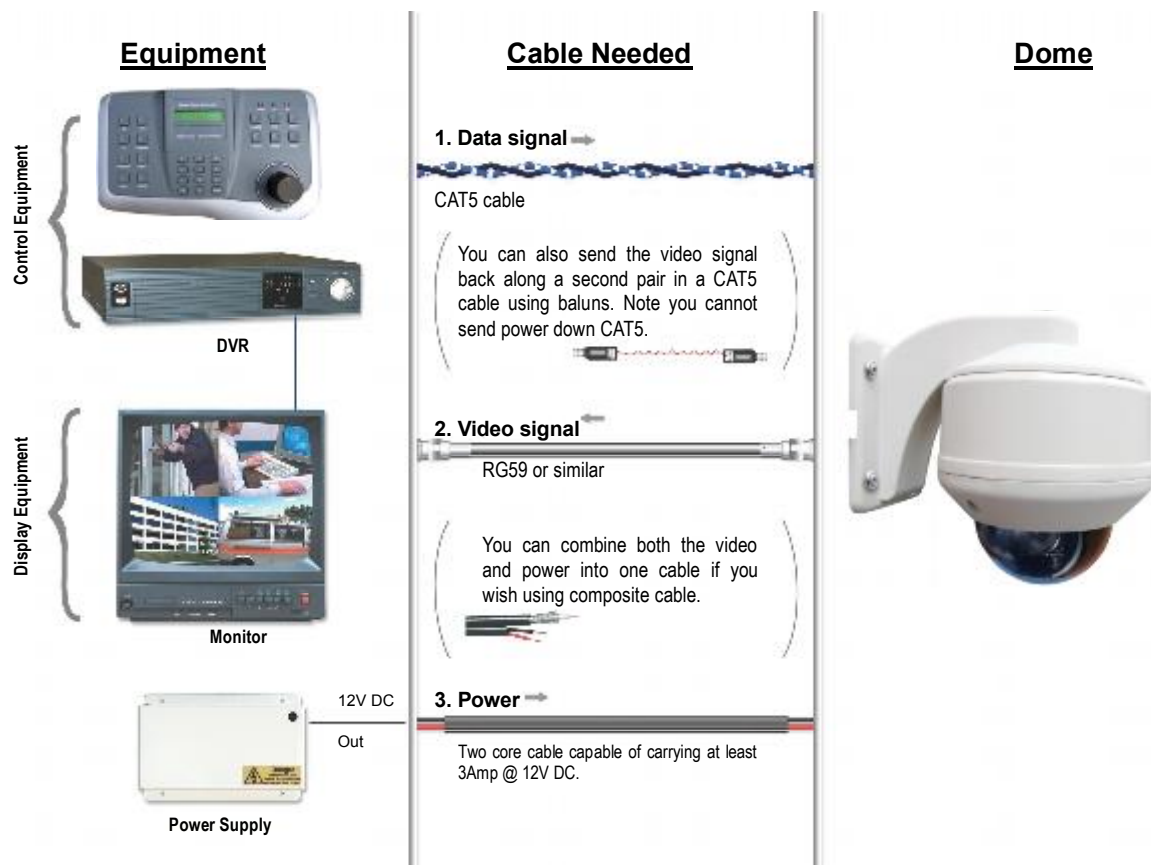 Equipment
Cable Needed
Dome
Control Equipment
DVR
Display Equipment
Monitor
12V DC
Out
Power Supply
1. Data signal
CAT5 cable
You can also send the video signal
back along a second pair in a CAT5
cable using baluns. Note you cannot
send power down CAT5.
2. Video signal
RG59 or similar
You can combine both the video
and power into one cable if you
wish using composite cable.
3. Power
Two core cable capable of carrying at least
3Amp @ 12V DC.